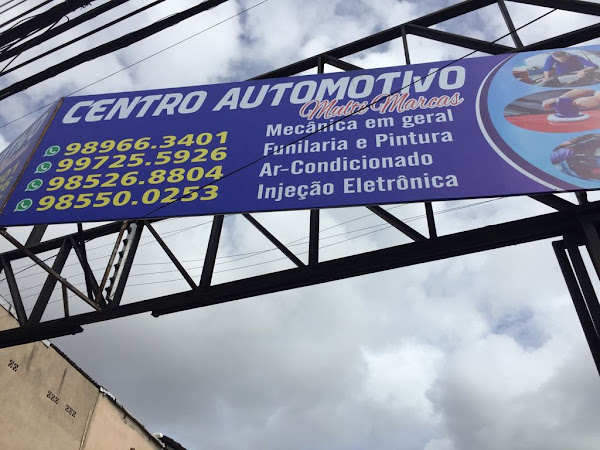 CENTRO AUTOMOTIVO
Multi Marcas
98966.3401
99725.5926
98526.8804
98550.0253
Mecânica em geral
Funilaria e Pintura
Ar-Condicionado
Injeção Eletrônica